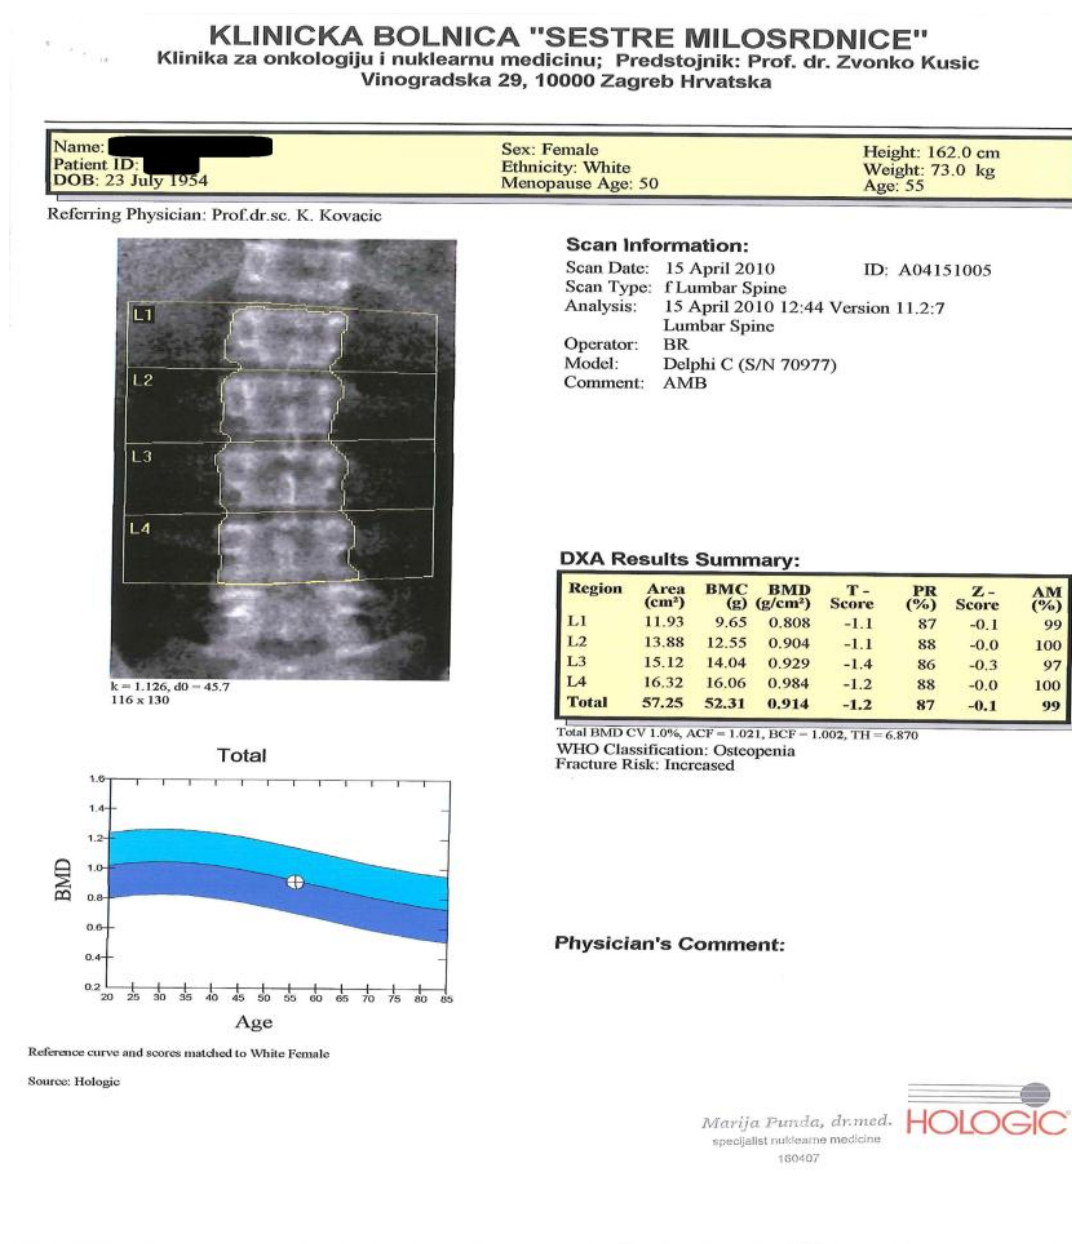 KLINICKA BOLNICA "SESTRE MILOSRDNICE"
Klinika za onkologiju i nuklearnu medicinu; Predstojnik: Prof. dr. Zvonko Kusic
Vinogradska 29, 10000 Zagreb Hrvatska
Name:
Patient ID:
DOB: 23 July 1954
Sex: Female
Ethnicity: White
Menopause Age: 50
Height: 162.0 cm
Weight: 73.0 kg
Age: 55
Referring Physician: Prof.dr.sc. K. Kovacic
L1
L2
L3
L4
k = 1.126, d0 = 45.7
116 x 130
Scan Information:
Scan Date: 15 April 2010 ID: A04151005
Scan Type: f Lumbar Spine
Analysis: 15 April 2010 12:44 Version 11.2:7
Lumbar Spine
Operator: BR
Model: Delphi C (S/N 70977)
Comment: AMB
DXA Results Summary:
Region Area (cm²) BMC (g) BMD (g/cm²) T - Score PR (%) Z - Score AM (%)
L1 11.93 9.65 0.808 -1.1 87 -0.1 99
L2 13.88 12.55 0.904 -1.1 88 -0.0 100
L3 15.12 14.04 0.929 -1.4 86 -0.3 97
L4 16.32 16.06 0.984 -1.2 88 -0.0 100
Total 57.25 52.31 0.914 -1.2 87 -0.1 99
Total BMD CV 1.0%, ACF = 1.021, BCF = 1.002, TH = 6.870
WHO Classification: Osteopenia
Fracture Risk: Increased
Total
BMD
1.6
1.4
1.2
1.0
0.8
0.6
0.4
0.2
20 25 30 35 40 45 50 55 60 65 70 75 80 85
Age
Reference curve and scores matched to White Female
Source: Hologic
Physician's Comment:
Marija Punda, dr.med.
specijalist nuklearne medicine
160407
HOLOGIC